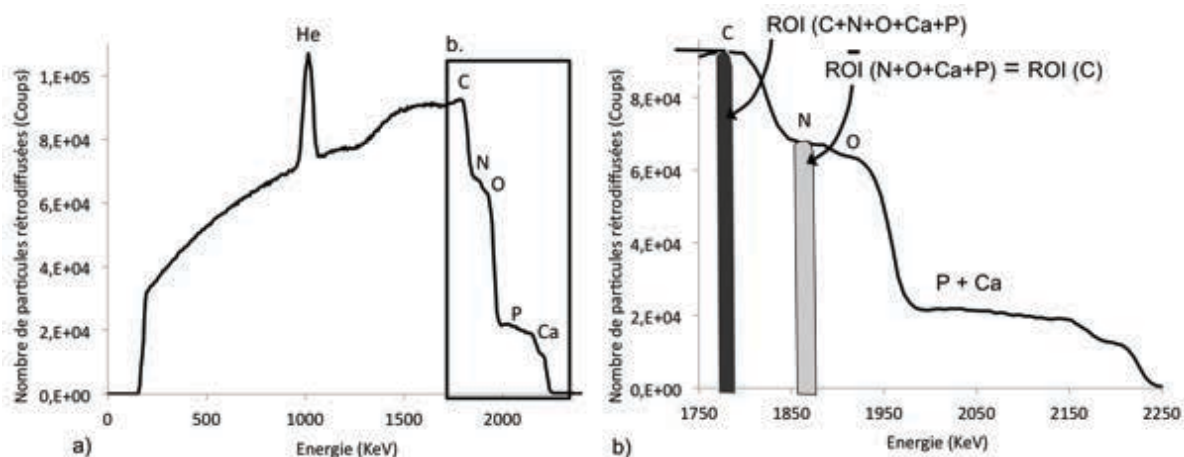 Nombre de particules rétrodiffusées (Coups)
1,E+05
8,E+04
6,E+04
4,E+04
2,E+04
0,E+00
He
b.
C
N
O
P
Ca
0
500
1000
1500
2000
Energie (KeV)
a)
Nombre de particules rétrodiffusées (Coups)
8,E+04
6,E+04
4,E+04
2,E+04
0,E+00
C
ROI (C+N+O+Ca+P)
-
ROI (N+O+Ca+P) = ROI (C)
N
O
P + Ca
1750
1850
1950
2050
2150
2250
Energie (KeV)
b)